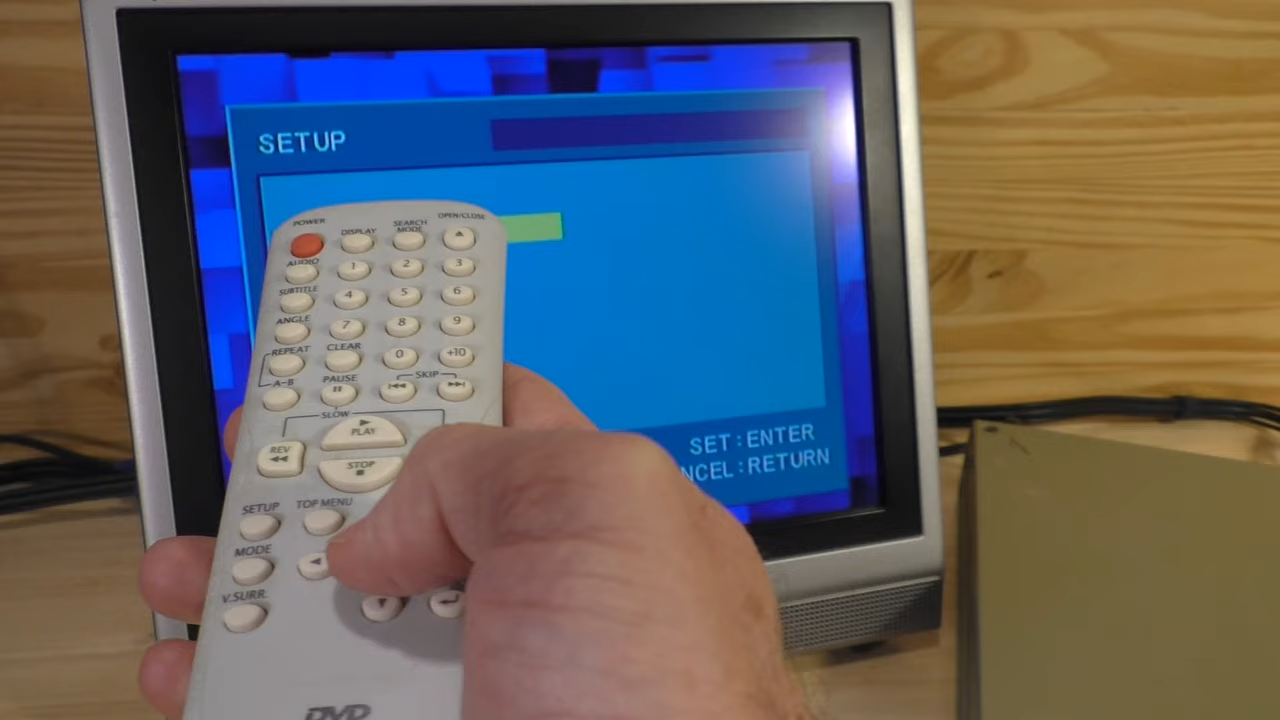 SETUP
SET:ENTER
NCEL:RETURN
POWER
DISPLAY
SEARCH MODE
OPEN/CLOSE
AUDIO
1
2
3
SUBTITLE
4
5
6
ANGLE
7
8
9
REPEAT
CLEAR
0
+10
A-B
PAUSE
SKIP
SLOW
PLAY
REV
STOP
SETUP
TOP MENU
MODE
V.SURR.
DVD